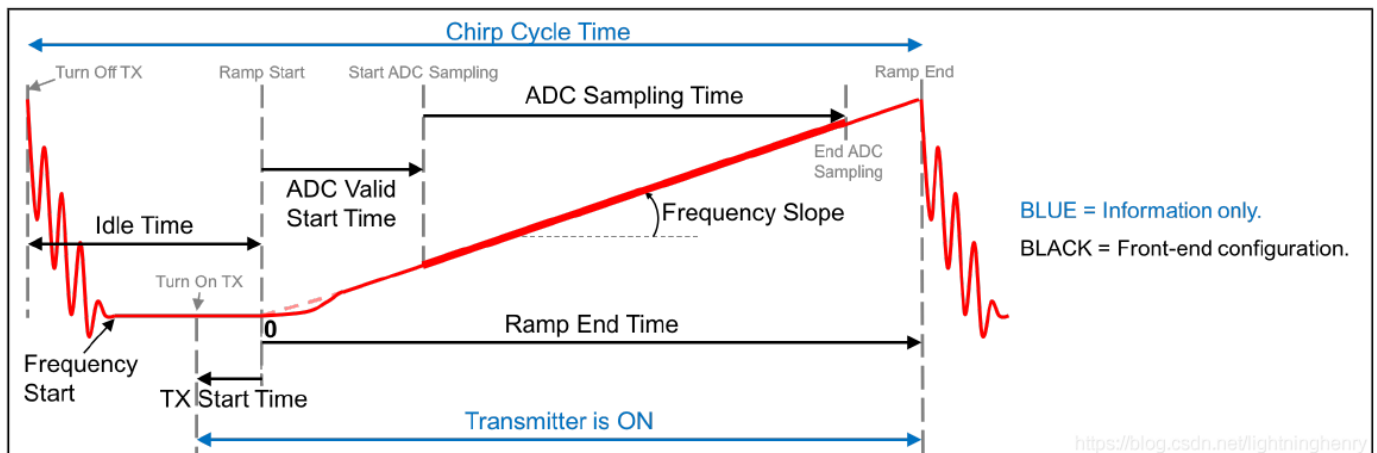 Chirp Cycle Time
Turn Off TX
Ramp Start
Start ADC Sampling
Ramp End
ADC Sampling Time
End ADC
Sampling
ADC Valid
Start Time
Frequency Slope
Idle Time
BLUE = Information only.
BLACK = Front-end configuration.
Turn On TX
0
Ramp End Time
Frequency
Start
TX Start Time
Transmitter is ON
https://blog.csdn.net/lightninghenry